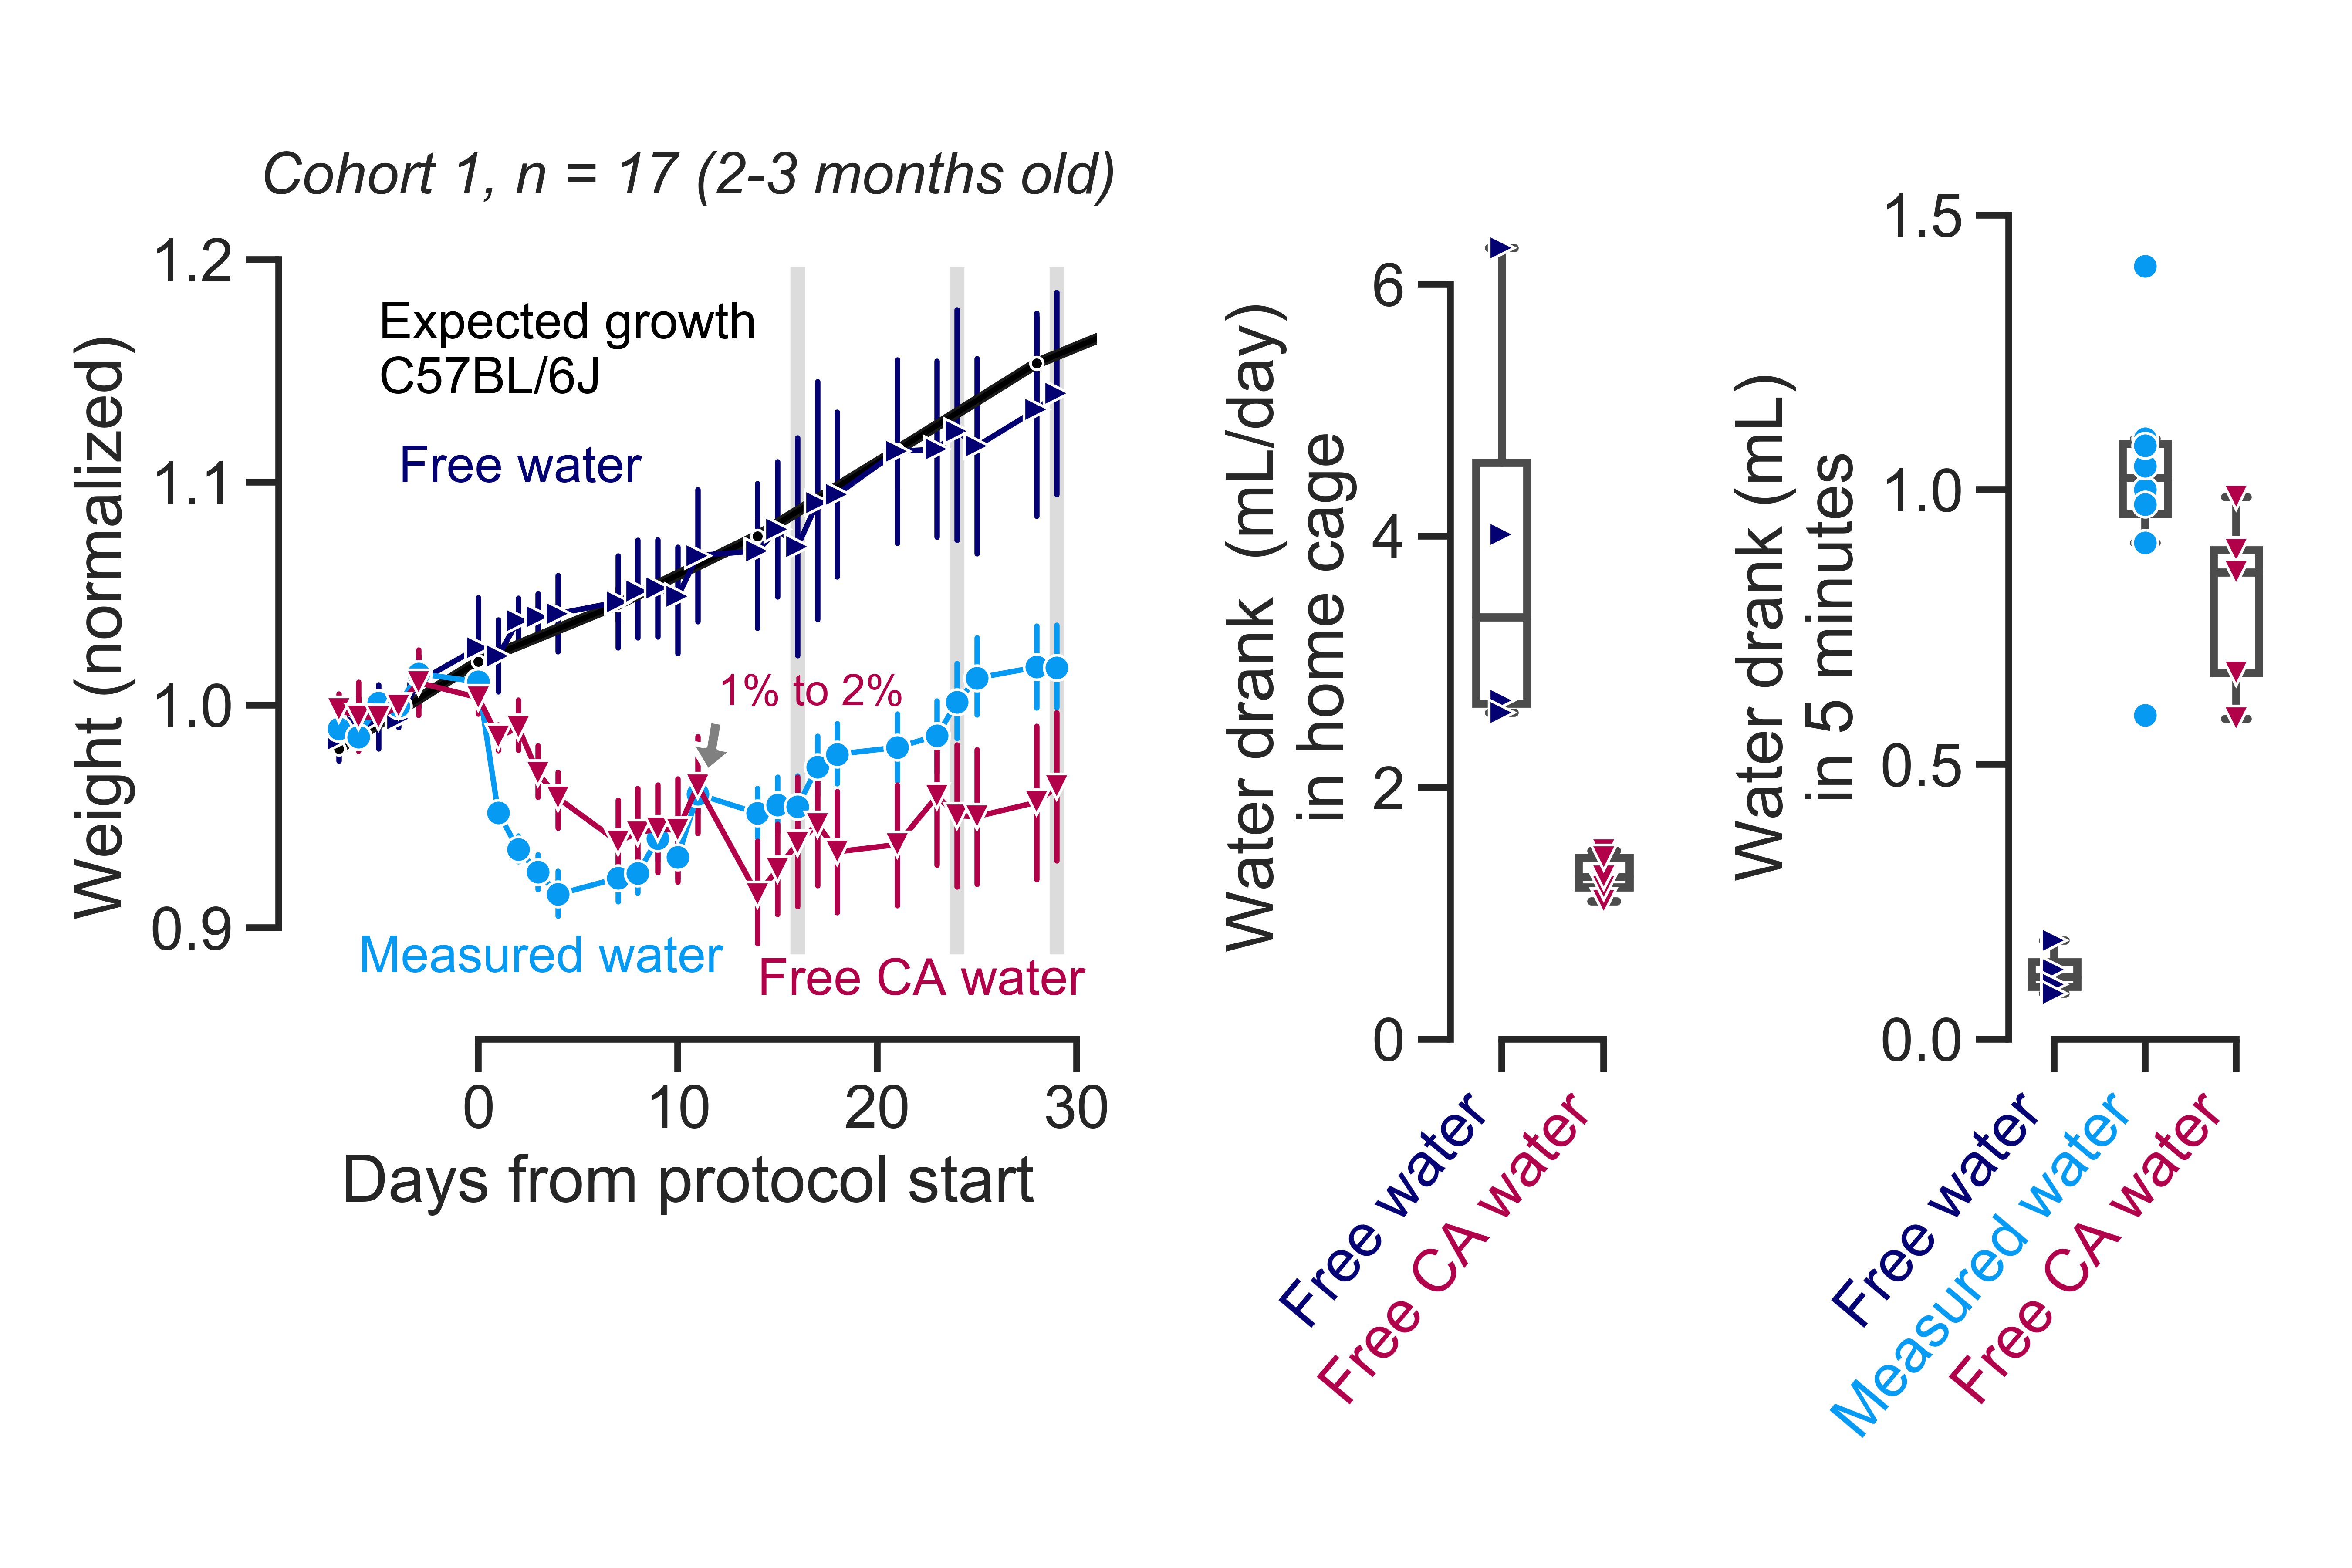 Cohort 1, n = 17 (2-3 months old)
Weight (normalized)
1.2
1.1
1.0
0.9
Expected growth
C57BL/6J
Free water
1% to 2%
Measured water
Free CA water
0
10
20
30
Days from protocol start
Water drank (mL/day)
in home cage
6
4
2
0
Free water
Free CA water
Water drank (mL)
in 5 minutes
1.5
1.0
0.5
0.0
Free water
Measured water
Free CA water